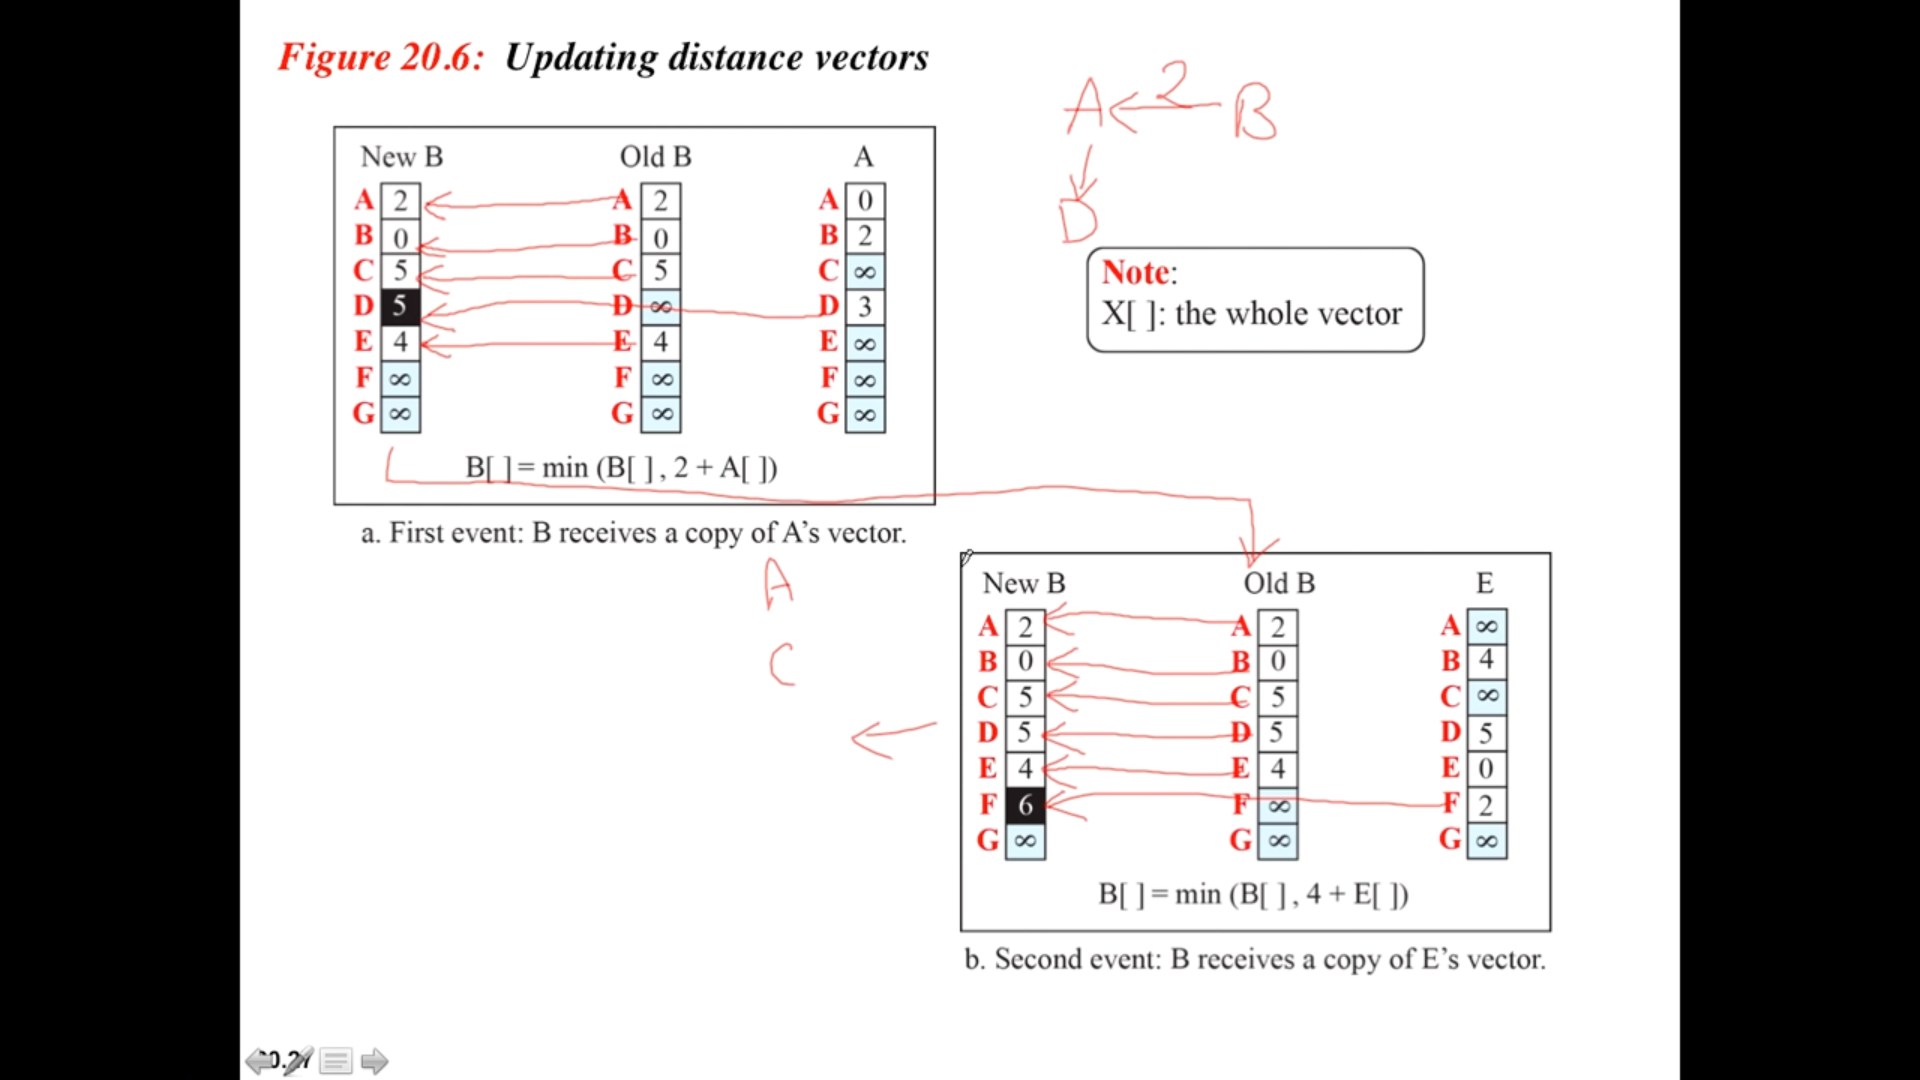 Figure 20.6: Updating distance vectors
A 2 B
D
New B Old B A
A 2 A 2 A 0
B 0 B 0 B 2
C 5 C 5 C ∞
D 5 D ∞ D 3
E 4 E 4 E ∞
F ∞ F ∞ F ∞
G ∞ G ∞ G ∞
B[ ] = min (B[ ] , 2 + A[ ])
a. First event: B receives a copy of A’s vector.
Note:
X[ ]: the whole vector
A
C
New B Old B E
A 2 A 2 A ∞
B 0 B 0 B 4
C 5 C 5 C ∞
D 5 D 5 D 5
E 4 E 4 E 0
F 6 F ∞ F 2
G ∞ G ∞ G ∞
B[ ] = min (B[ ] , 4 + E[ ])
b. Second event: B receives a copy of E’s vector.